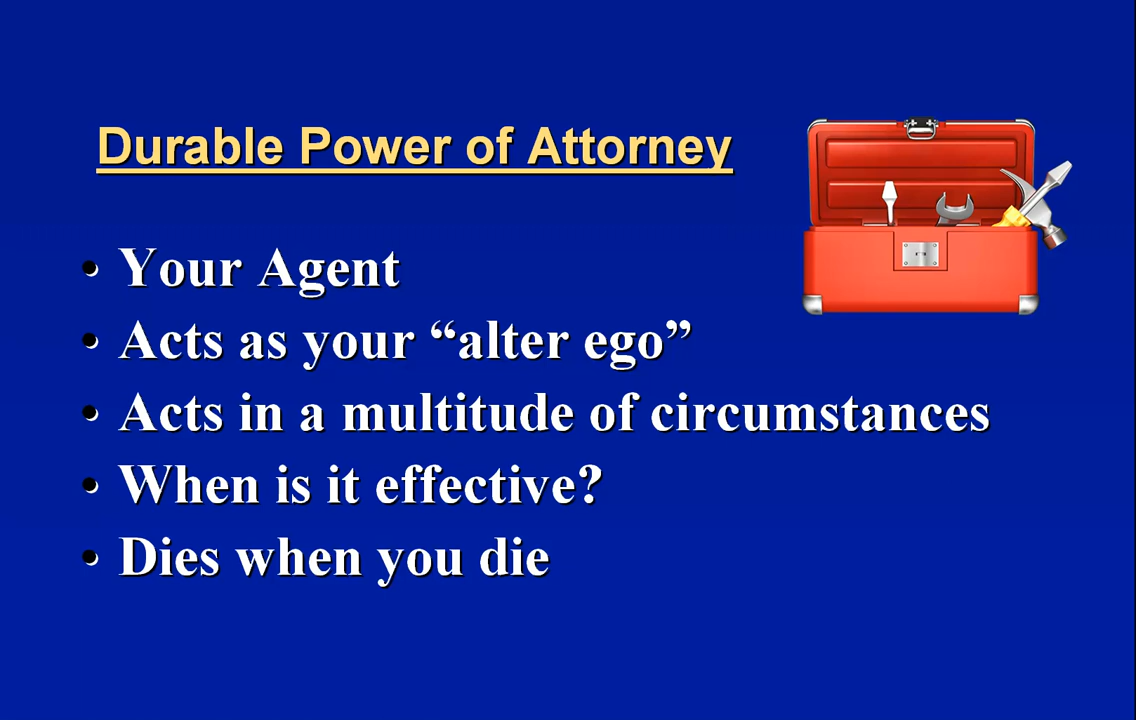 Durable Power of Attorney
• Your Agent
• Acts as your “alter ego”
• Acts in a multitude of circumstances
• When is it effective?
• Dies when you die